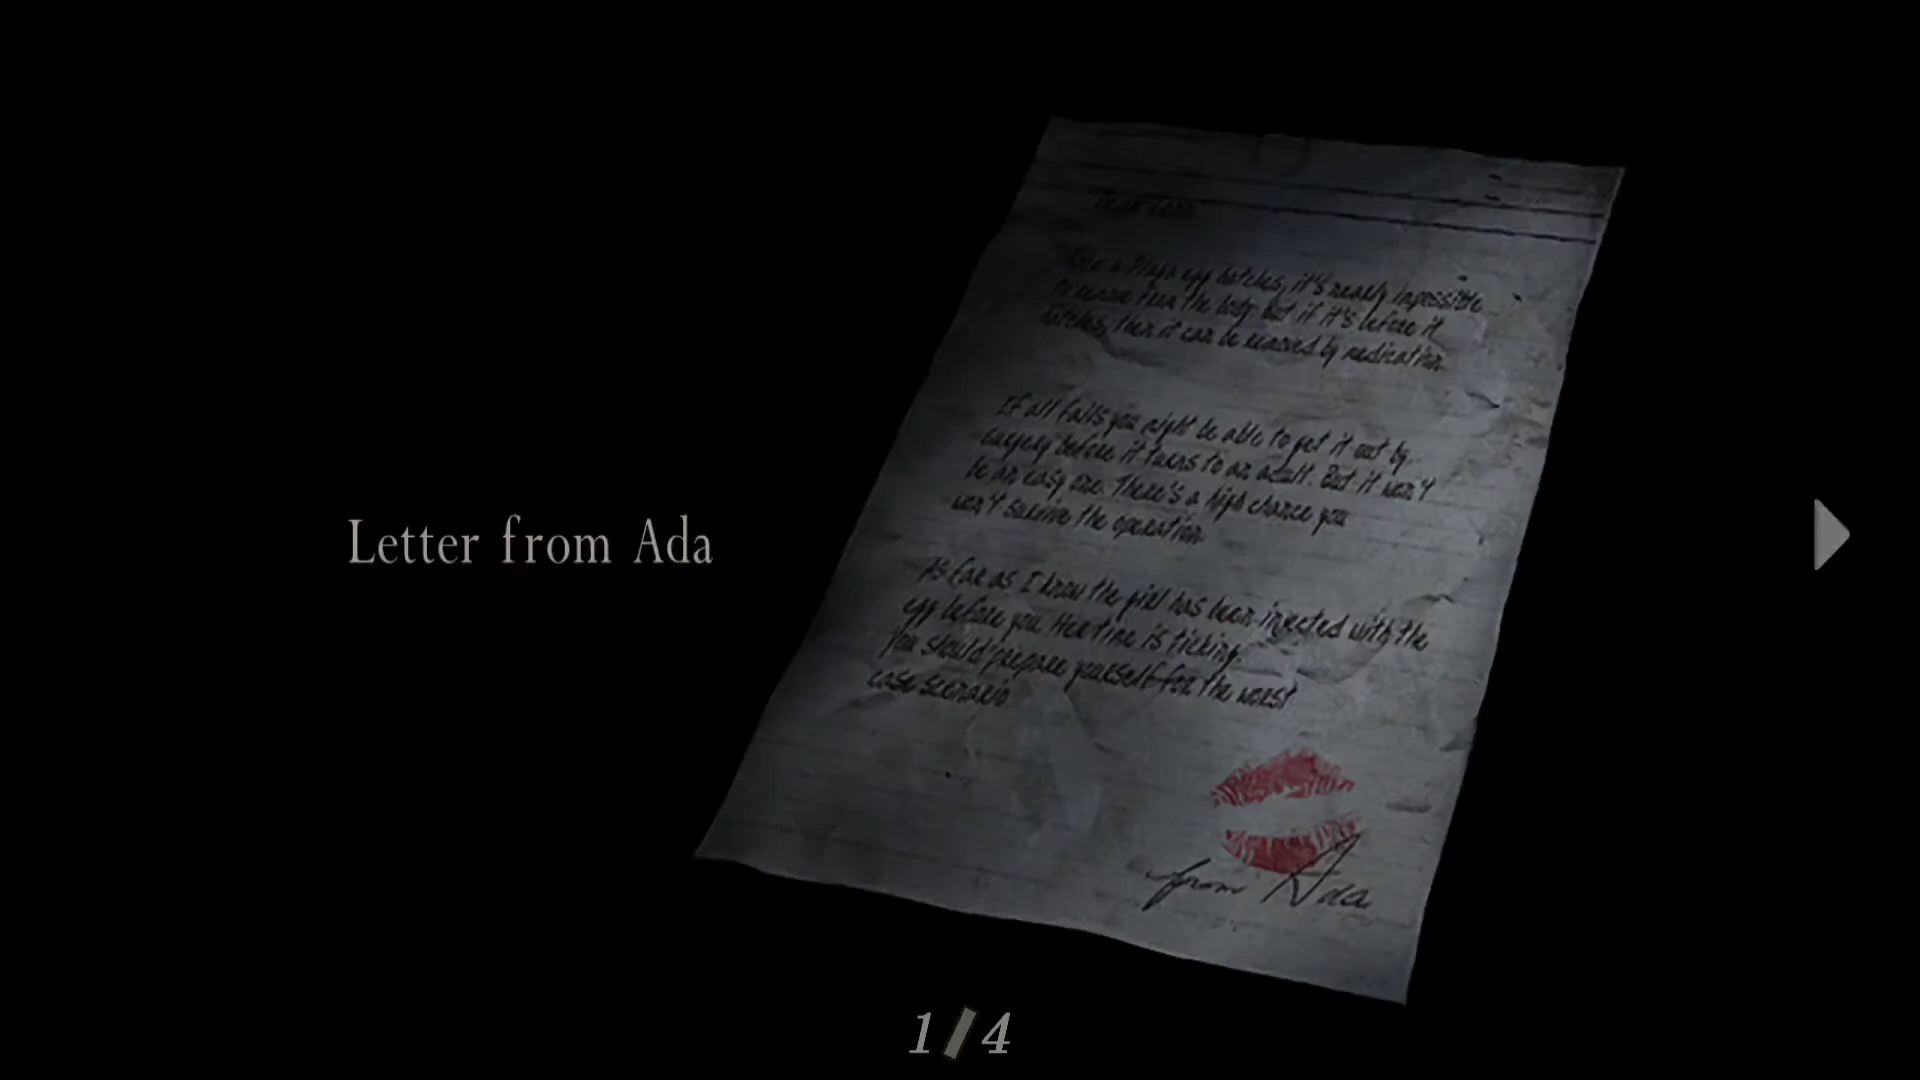 Dear Leon
Once a Plaga egg hatches, it's nearly impossible
to remove from the body. But if it's before it
hatches, then it can be removed by medication.
If all falls you might be able to get it out by
surgery before it turns to an adult. But it won't
be an easy one. There's a high chance you
won't survive the operation.
As far as I know the girl has been injected with the
egg before you. Her time is ticking.
You should prepare yourself for the worst
case scenario.
from Ada
Letter from Ada
1/4